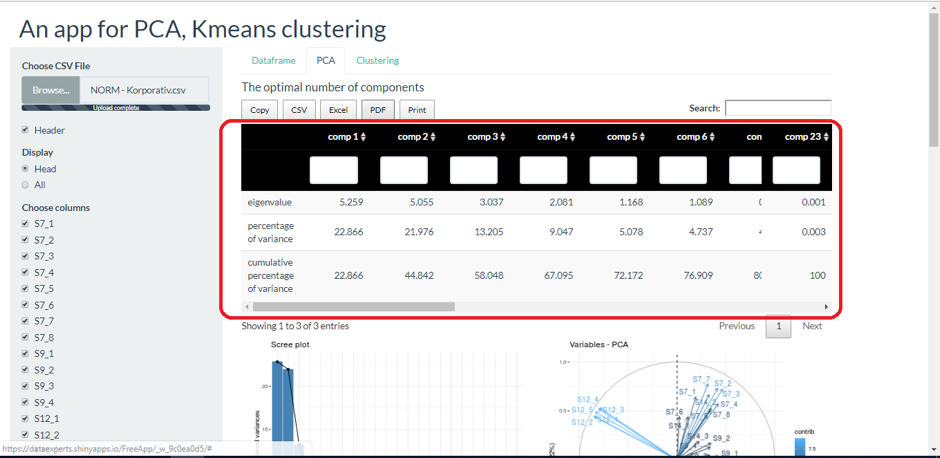 An app for PCA, Kmeans clustering
Choose CSV File
Browse... NORM - Korporativ.csv
Upload complete
Header
Display
Head
All
Choose columns
S7_1
S7_2
S7_3
S7_4
S7_5
S7_6
S7_7
S7_8
S9_1
S9_2
S9_3
S9_4
S12_1
S12_2
Dataframe PCA Clustering
The optimal number of components
Copy CSV Excel PDF Print Search:
comp 1 comp 2 comp 3 comp 4 comp 5 comp 6 con comp 23
eigenvalue 5.259 5.055 3.037 2.081 1.168 1.089 0.001
percentage
of variance 22.866 21.976 13.205 9.047 5.078 4.737 0.003
cumulative
percentage
of variance 22.866 44.842 58.048 67.095 72.172 76.909 80 100
Showing 1 to 3 of 3 entries Previous 1 Next
Scree plot
20
15
variances
Variables - PCA
1.0
0.5
S12_4
S12_5 S12_3
S12_2 S12_1
S7_7
S7_1 S7_2
S7_3
S7_4
S7_6
S7_8
S14_3 S9_2
S9_1
22%)
contrib
7.5
https://dataexperts.shinyapps.io/FreeApp/_w_9c0ea0d5/#